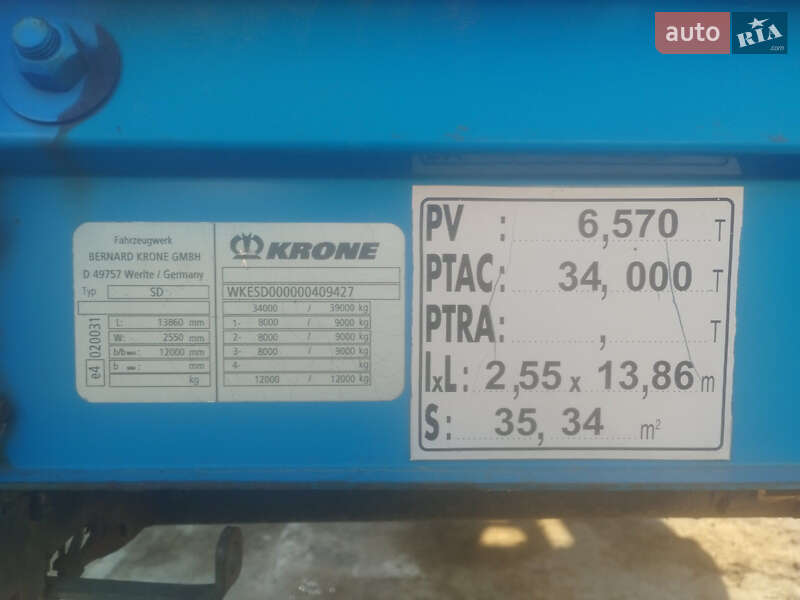 auto RIA .com
Fahrzeugwerk
BERNARD KRONE GMBH
D 49757 Werlte / Germany
Typ SD
e4 020031
L: 13860 mm
W: 2550 mm
b/b min: 12000 mm
b mm
kg
KRONE
WKESD000000409427
34000 / 39000 kg
1- 8000 / 9000 kg
2- 8000 / 9000 kg
3- 8000 / 9000 kg
4- kg
12000 / 12000 kg
PV : 6,570 T
PTAC: 34, 000 T
PTRA: , T
IxL: 2,55 x 13,86 m
S: 35, 34 m²